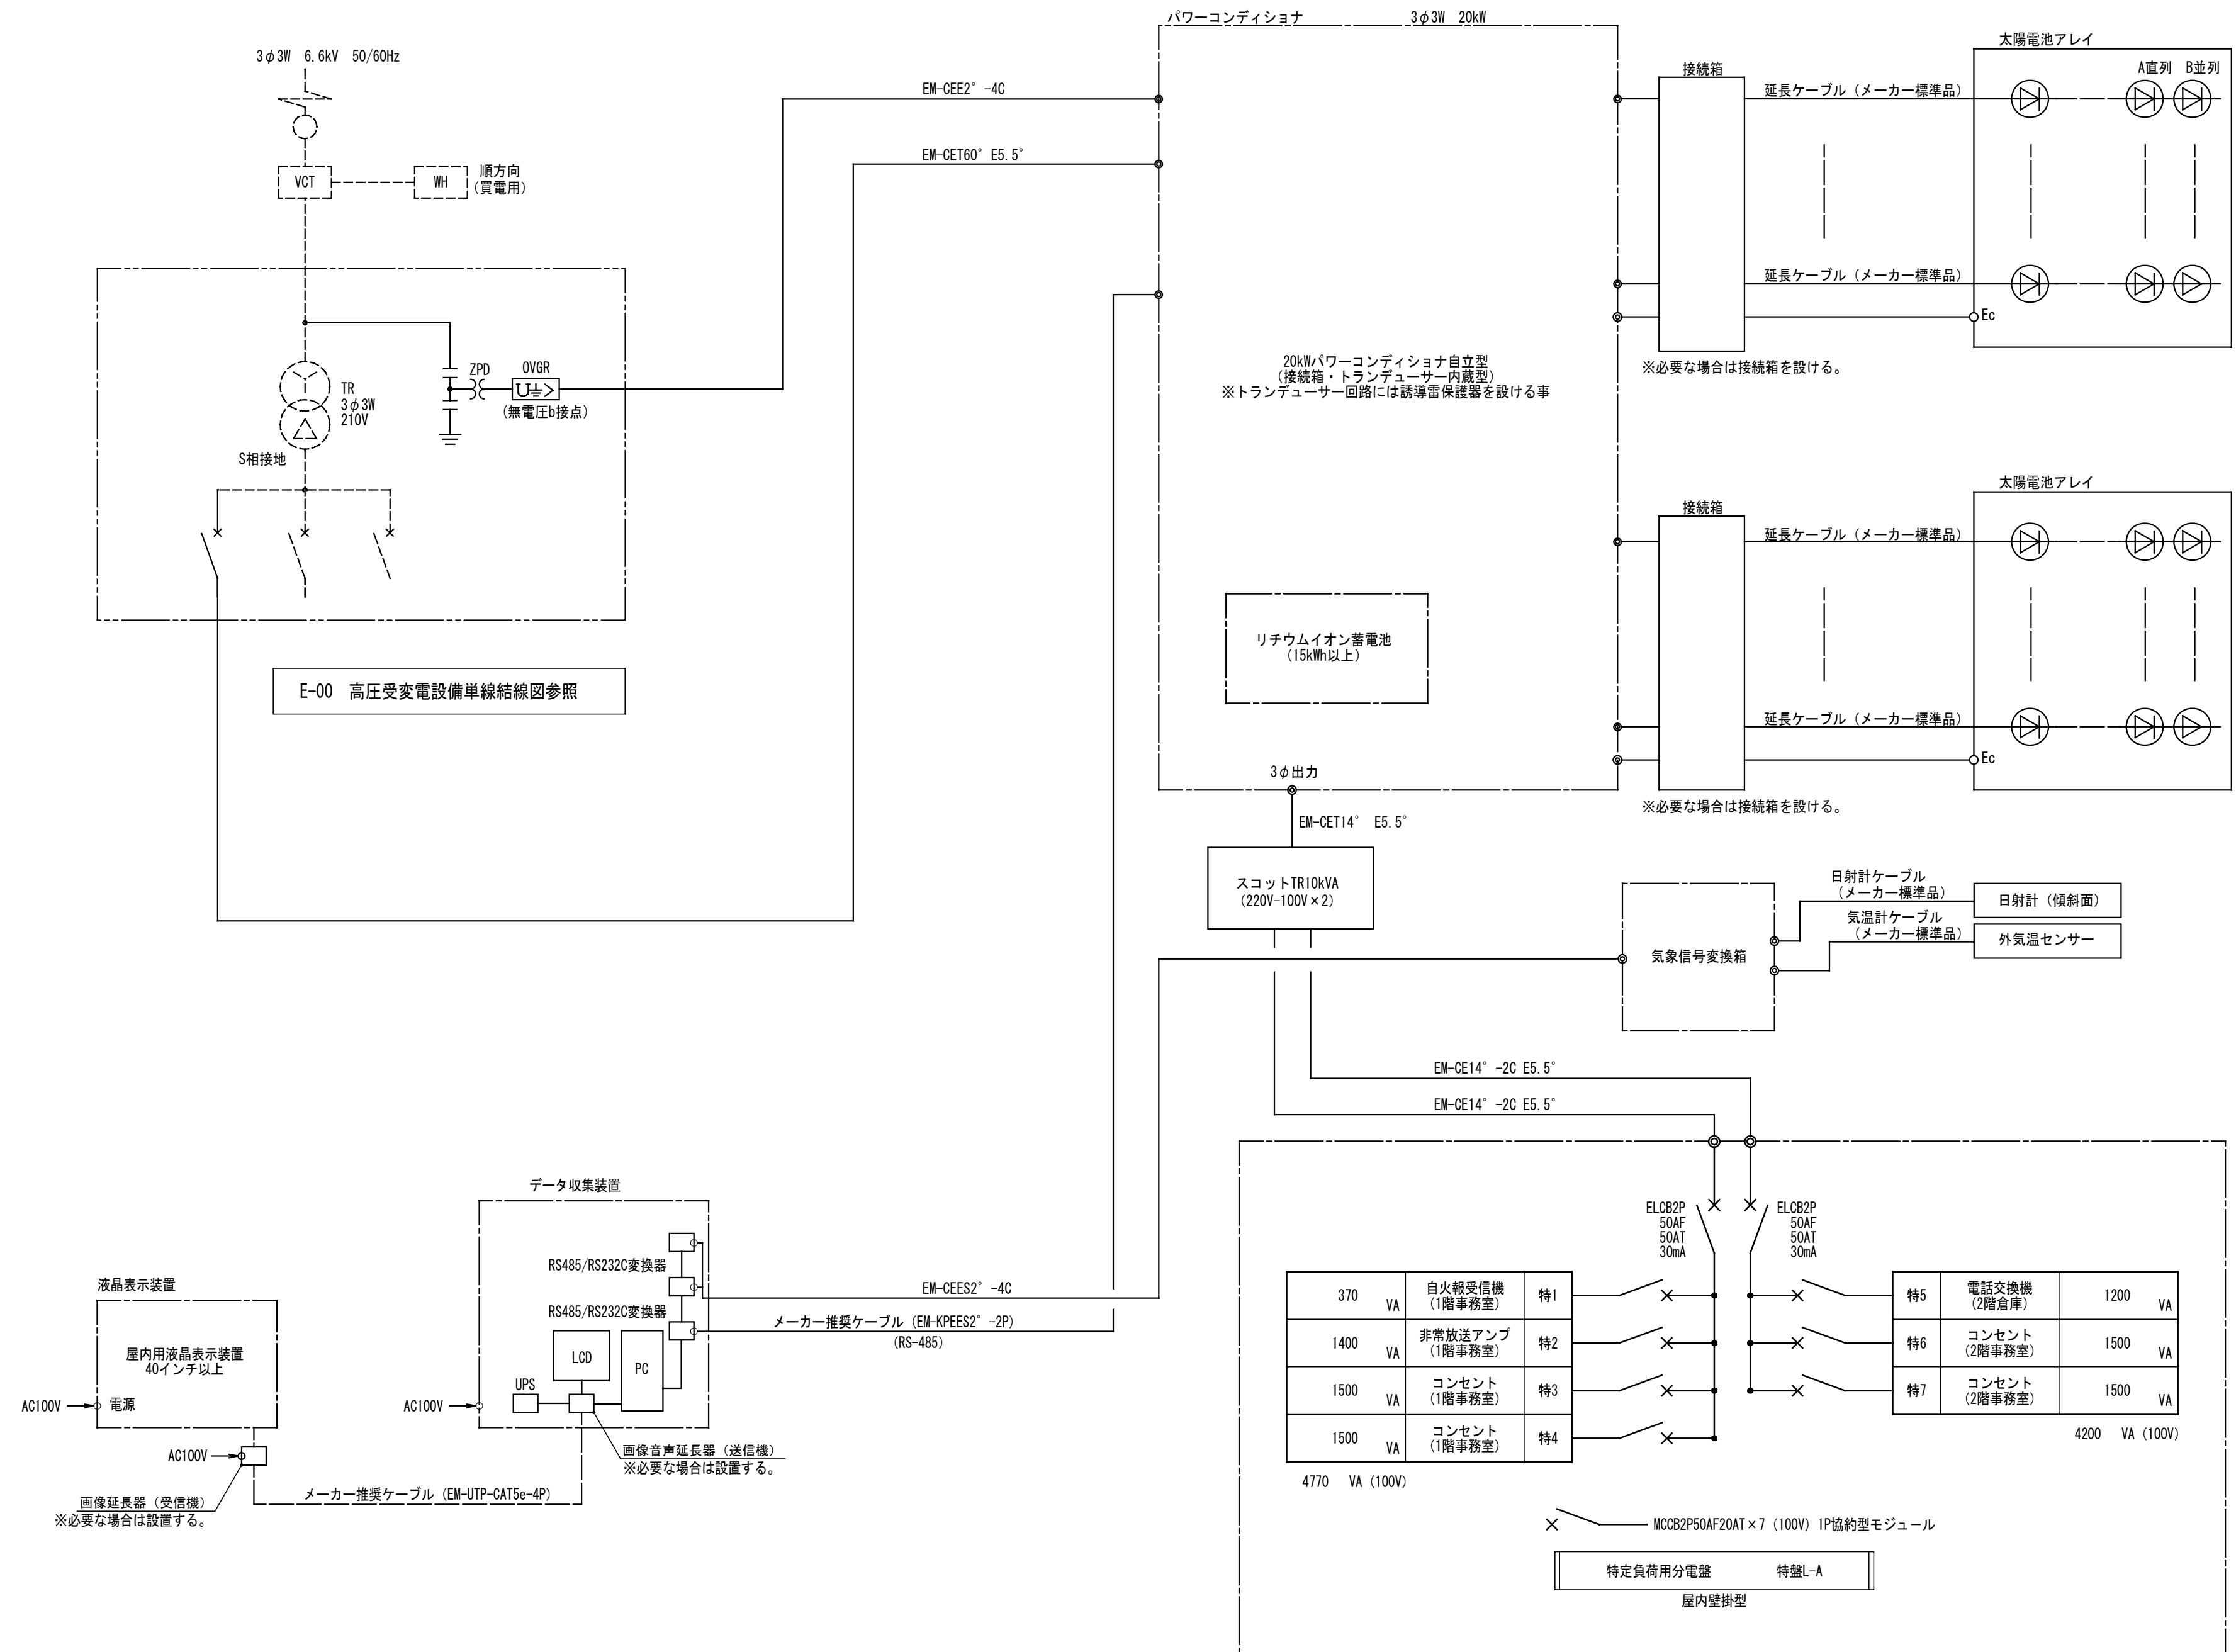 パワーコンディショナ 3φ3W 20kW
3φ3W 6.6kV 50/60Hz
VCT
WH
順方向
(買電用)
EM-CEE2° -4C
EM-CET60° E5.5°
TR
3φ3W
210V
S相接地
ZPD
OVGR
(無電圧b接点)
E-00 高圧受変電設備単線結線図参照
20kWパワーコンディショナ自立型
(接続箱・トランデューサー内蔵型)
※トランデューサー回路には誘導雷保護器を設ける事
リチウムイオン蓄電池
(15kWh以上)
3φ出力
接続箱
延長ケーブル(メーカー標準品)
延長ケーブル(メーカー標準品)
※必要な場合は接続箱を設ける。
太陽電池アレイ
A直列 B並列
Ec
接続箱
延長ケーブル(メーカー標準品)
延長ケーブル(メーカー標準品)
※必要な場合は接続箱を設ける。
太陽電池アレイ
Ec
EM-CET14° E5.5°
スコットTR10kVA
(220V-100V×2)
気象信号変換箱
日射計ケーブル
(メーカー標準品)
気温計ケーブル
(メーカー標準品)
日射計(傾斜面)
外気温センサー
EM-CE14° -2C E5.5°
EM-CE14° -2C E5.5°
液晶表示装置
屋内用液晶表示装置
40インチ以上
AC100V
電源
AC100V
画像延長器(受信機)
※必要な場合は設置する。
メーカー推奨ケーブル(EM-UTP-CAT5e-4P)
データ収集装置
RS485/RS232C変換器
RS485/RS232C変換器
LCD
PC
UPS
AC100V
画像音声延長器(送信機)
※必要な場合は設置する。
EM-CEES2° -4C
メーカー推奨ケーブル(EM-KPEES2° -2P)
(RS-485)
ELCB2P
50AF
50AT
30mA
ELCB2P
50AF
50AT
30mA
370 VA 自火報受信機 (1階事務室) 特1
1400 VA 非常放送アンプ (1階事務室) 特2
1500 VA コンセント (1階事務室) 特3
1500 VA コンセント (1階事務室) 特4
4770 VA (100V)
特5 電話交換機 (2階倉庫) 1200 VA
特6 コンセント (2階事務室) 1500 VA
特7 コンセント (2階事務室) 1500 VA
4200 VA (100V)
MCCB2P50AF20AT×7(100V) 1P協約型モジュール
特定負荷用分電盤 特盤L-A
屋内壁掛型